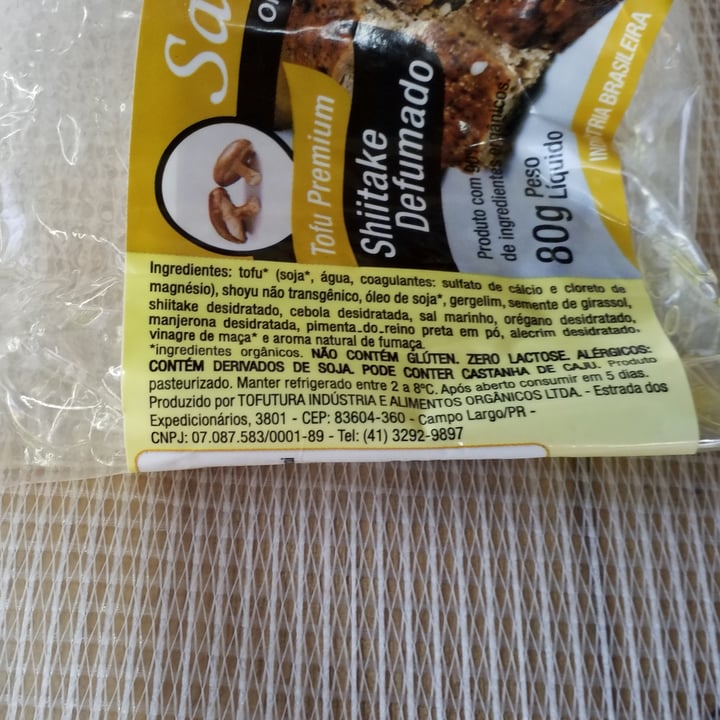 Sa
Tofu Premium
Shiitake
Defumado
Produto com
de ingredientes orgânicos.
80g Peso
Líquido
INDÚSTRIA BRASILEIRA
Ingredientes: tofu* (soja*, água, coagulantes: sulfato de cálcio e cloreto de
magnésio), shoyu não transgênico, óleo de soja*, gergelim, semente de girassol,
shiitake desidratado, cebola desidratada, sal marinho, orégano desidratado,
manjerona desidratada, pimenta_do_reino preta em pó, alecrim desidratado,
vinagre de maça* e aroma natural de fumaça.
*ingredientes orgânicos. NÃO CONTÉM GLÚTEN. ZERO LACTOSE. ALÉRGICOS:
CONTÉM DERIVADOS DE SOJA. PODE CONTER CASTANHA DE CAJU. Produto
pasteurizado. Manter refrigerado entre 2 a 8ºC. Após aberto consumir em 5 dias.
Produzido por TOFUTURA INDÚSTRIA E ALIMENTOS ORGÂNICOS LTDA. - Estrada dos
Expedicionários, 3801 - CEP: 83604-360 - Campo Largo/PR -
CNPJ: 07.087.583/0001-89 - Tel: (41) 3292-9897